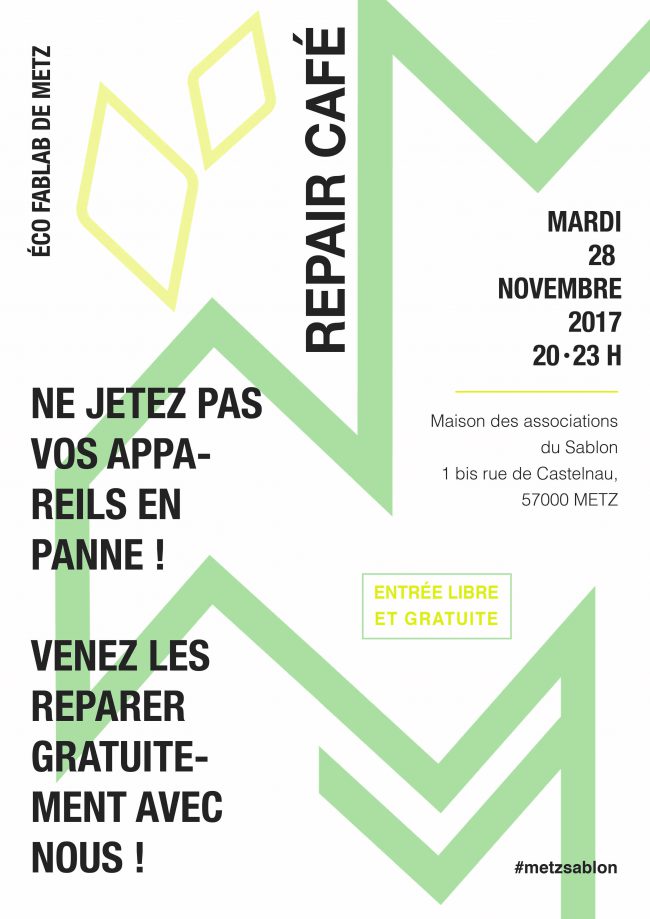 ÉCO FABLAB DE METZ
REPAIR CAFÉ
MARDI
28
NOVEMBRE
2017
20•23 H
Maison des associations
du Sablon
1 bis rue de Castelnau,
57000 METZ
NE JETEZ PAS
VOS APPA-
REILS EN
PANNE !
ENTRÉE LIBRE
ET GRATUITE
VENEZ LES
REPARER
GRATUITE-
MENT AVEC
NOUS !
#metzsablon